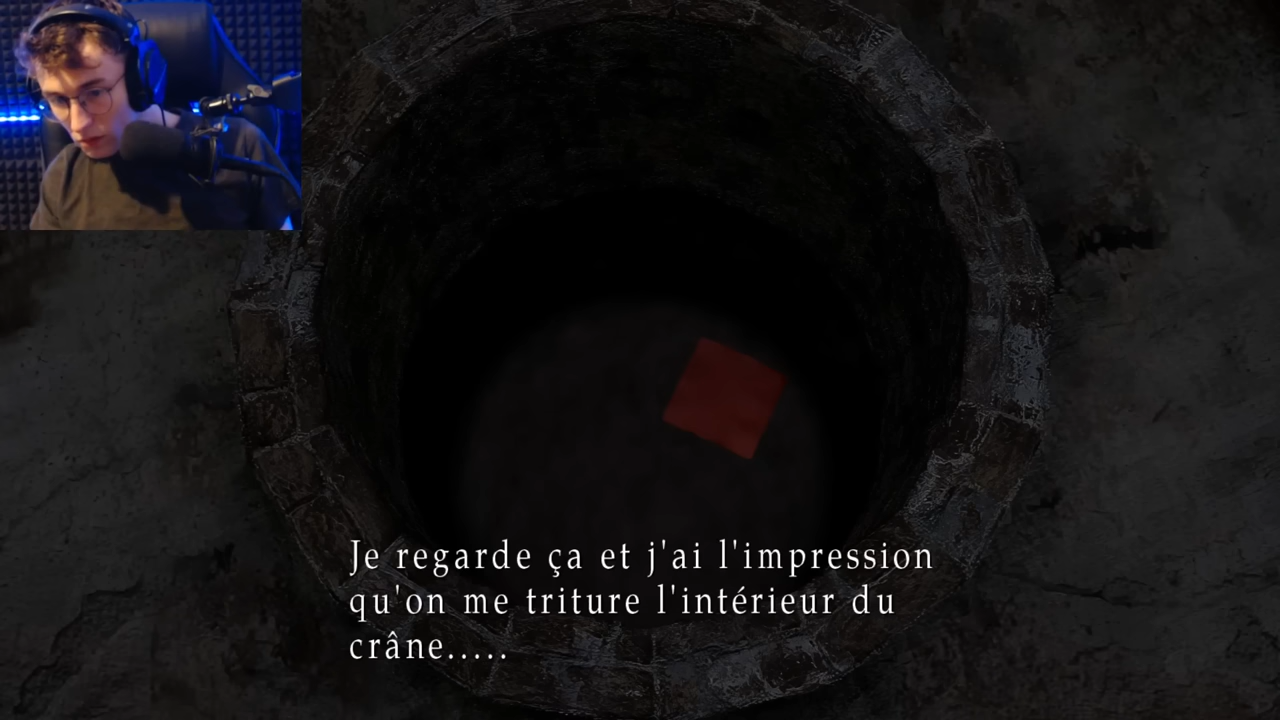 Je regarde ça et j'ai l'impression
qu'on me triture l'intérieur du
crâne.....